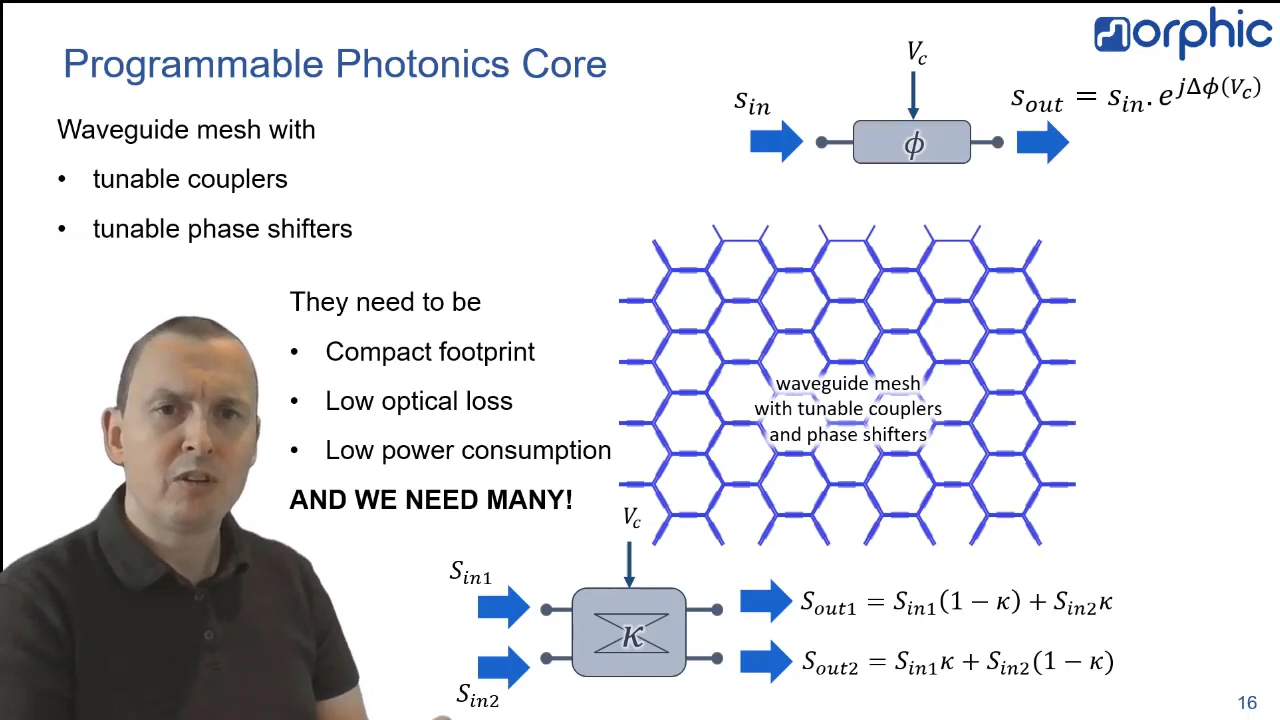 morphic
Programmable Photonics Core
Waveguide mesh with
• tunable couplers
• tunable phase shifters
V_c
s_in
ϕ
s_out = s_in . e^{jΔϕ(V_c)}
They need to be
• Compact footprint
• Low optical loss
• Low power consumption
AND WE NEED MANY!
waveguide mesh
with tunable couplers
and phase shifters
V_c
S_in1
S_in2
κ
S_out1 = S_in1(1 − κ) + S_in2κ
S_out2 = S_in1κ + S_in2(1 − κ)
16